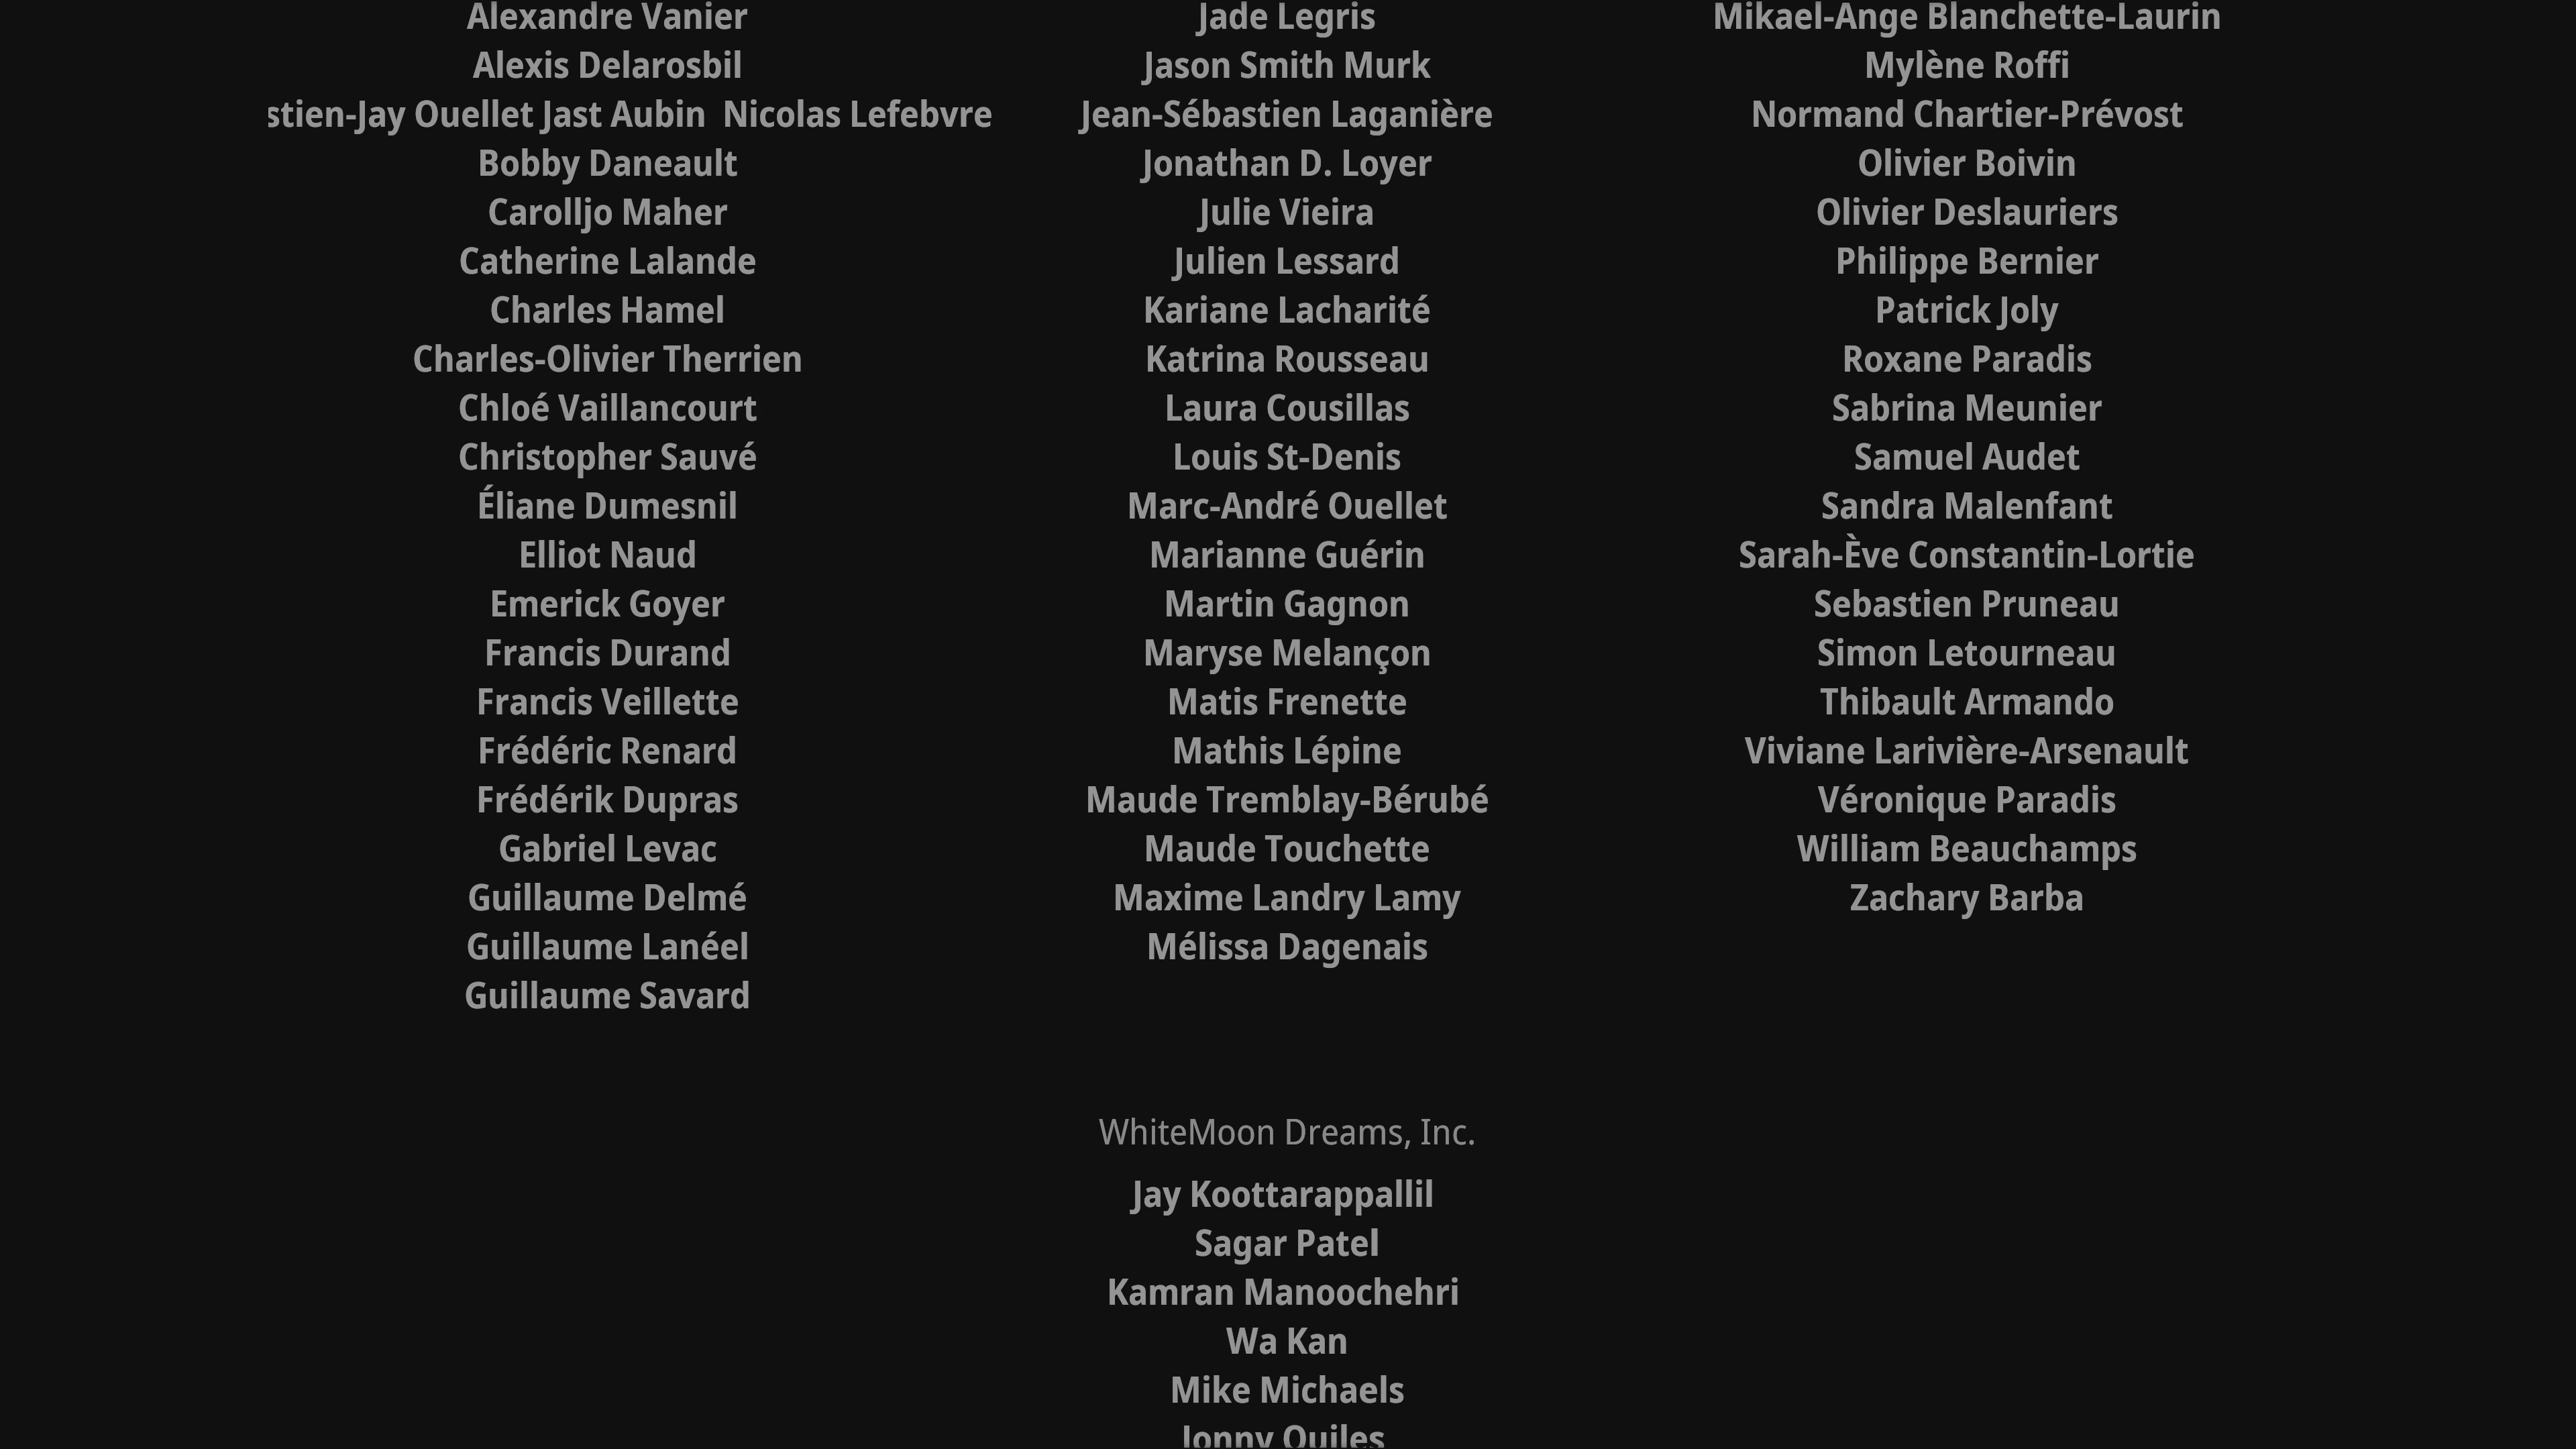 Alexandre Vanier
Alexis Delarosbil
stien-Jay Ouellet Jast Aubin  Nicolas Lefebvre
Bobby Daneault
Carolljo Maher
Catherine Lalande
Charles Hamel
Charles-Olivier Therrien
Chloé Vaillancourt
Christopher Sauvé
Éliane Dumesnil
Elliot Naud
Emerick Goyer
Francis Durand
Francis Veillette
Frédéric Renard
Frédérik Dupras
Gabriel Levac
Guillaume Delmé
Guillaume Lanéel
Guillaume Savard
Jade Legris
Jason Smith Murk
Jean-Sébastien Laganière
Jonathan D. Loyer
Julie Vieira
Julien Lessard
Kariane Lacharité
Katrina Rousseau
Laura Cousillas
Louis St-Denis
Marc-André Ouellet
Marianne Guérin
Martin Gagnon
Maryse Melançon
Matis Frenette
Mathis Lépine
Maude Tremblay-Bérubé
Maude Touchette
Maxime Landry Lamy
Mélissa Dagenais
Mikael-Ange Blanchette-Laurin
Mylène Roffi
Normand Chartier-Prévost
Olivier Boivin
Olivier Deslauriers
Philippe Bernier
Patrick Joly
Roxane Paradis
Sabrina Meunier
Samuel Audet
Sandra Malenfant
Sarah-Ève Constantin-Lortie
Sebastien Pruneau
Simon Letourneau
Thibault Armando
Viviane Larivière-Arsenault
Véronique Paradis
William Beauchamps
Zachary Barba
WhiteMoon Dreams, Inc.
Jay Koottarappallil
Sagar Patel
Kamran Manoochehri
Wa Kan
Mike Michaels
Jonny Quiles